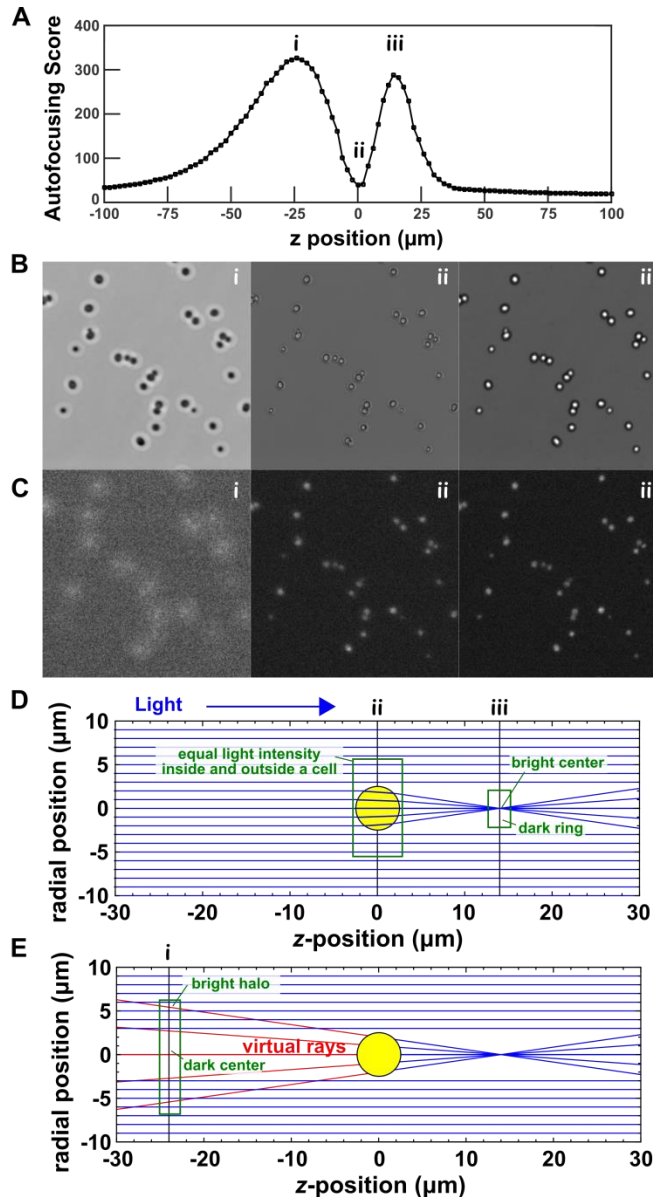 A
Autofocusing Score
400
300
200
100
0
i
ii
iii
-100
-75
-50
-25
0
25
50
75
100
z position (µm)
B
i
ii
ii
C
i
ii
ii
D
Light
ii
iii
radial position (µm)
10
5
0
-5
-10
equal light intensity
inside and outside a cell
bright center
dark ring
-30
-20
-10
0
10
20
30
z-position (µm)
E
i
radial position (µm)
10
5
0
-5
-10
bright halo
virtual rays
dark center
-30
-20
-10
0
10
20
30
z-position (µm)